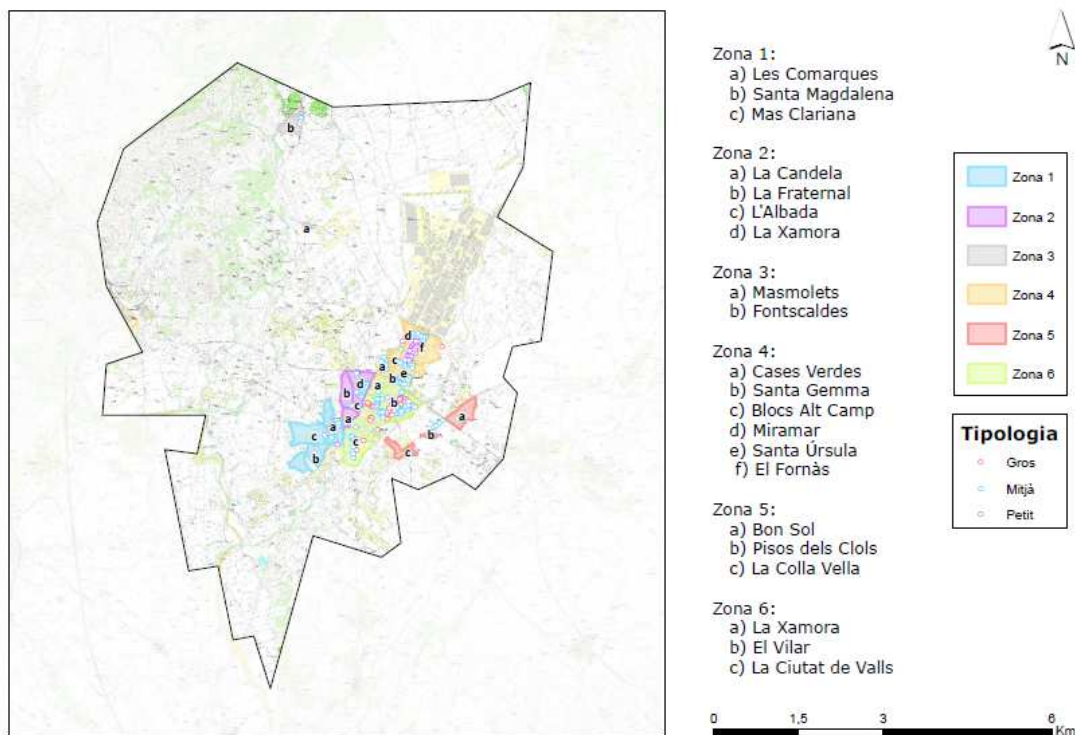 N
Zona 1:
a) Les Comarques
b) Santa Magdalena
c) Mas Clariana
Zona 2:
a) La Candela
b) La Fraternal
c) L'Albada
d) La Xamora
Zona 3:
a) Masmolets
b) Fontscaldes
Zona 4:
a) Cases Verdes
b) Santa Gemma
c) Blocs Alt Camp
d) Miramar
e) Santa Úrsula
f) El Fornàs
Zona 5:
a) Bon Sol
b) Pisos dels Clols
c) La Colla Vella
Zona 6:
a) La Xamora
b) El Vilar
c) La Ciutat de Valls
Zona 1
Zona 2
Zona 3
Zona 4
Zona 5
Zona 6
Tipologia
Gros
Mitjà
Petit
0 1,5 3 6
Km
b
a
d
f
c
a
e
b
d
a
b
c
b
a
a
a
b
c
c
c
b